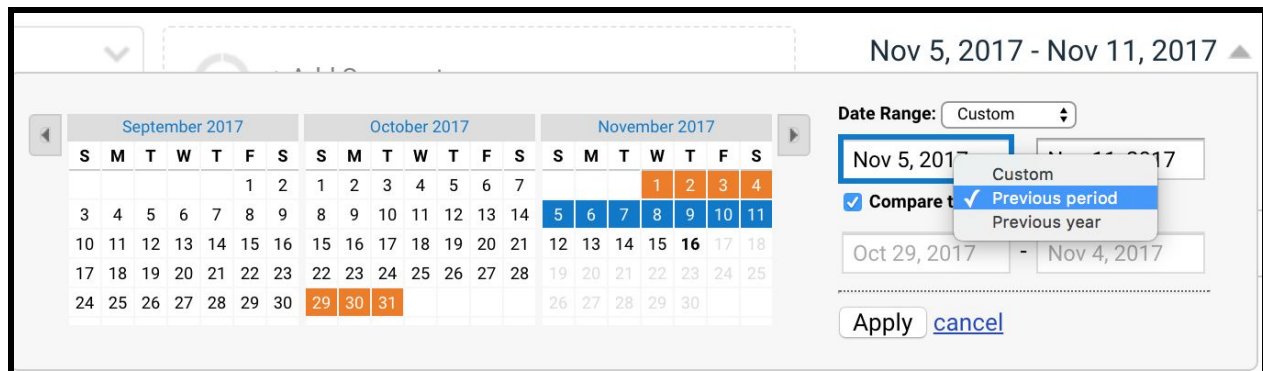 Nov 5, 2017 - Nov 11, 2017
Date Range: Custom
September 2017 October 2017 November 2017
S M T W T F S S M T W T F S S M T W T F S
1 2 1 2 3 4 5 6 7 1 2 3 4
3 4 5 6 7 8 9 8 9 10 11 12 13 14 5 6 7 8 9 10 11
10 11 12 13 14 15 16 15 16 17 18 19 20 21 12 13 14 15 16 17 18
17 18 19 20 21 22 23 22 23 24 25 26 27 28 19 20 21 22 23 24 25
24 25 26 27 28 29 30 29 30 31 26 27 28 29 30
Nov 5, 2017
17
Custom
Compare
Previous period
Previous year
Oct 29, 2017 - Nov 4, 2017
Apply cancel